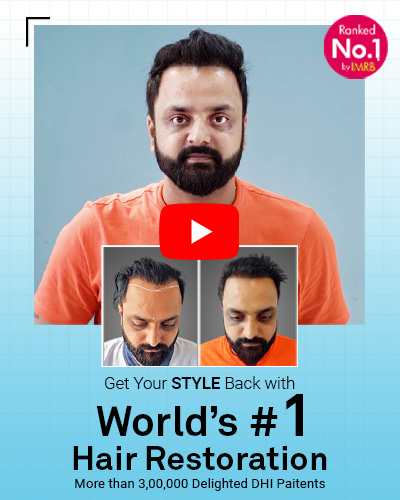 Ranked
No.1
by IMRB
Get Your STYLE Back with
World's #1
Hair Restoration
More than 3,00,000 Delighted DHI Paitents